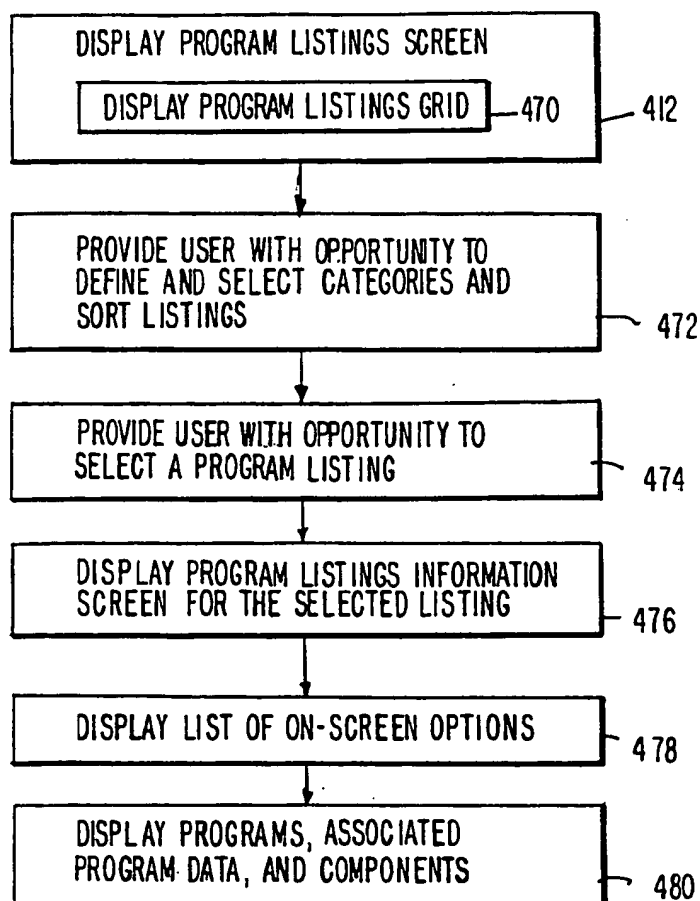 DISPLAY PROGRAM LISTINGS SCREEN
DISPLAY PROGRAM LISTINGS GRID
470
412
PROVIDE USER WITH OPPORTUNITY TO
DEFINE AND SELECT CATEGORIES AND
SORT LISTINGS
472
PROVIDE USER WITH OPPORTUNITY TO
SELECT A PROGRAM LISTING
474
DISPLAY PROGRAM LISTINGS INFORMATION
SCREEN FOR THE SELECTED LISTING
476
DISPLAY LIST OF ON-SCREEN OPTIONS
478
DISPLAY PROGRAMS, ASSOCIATED
PROGRAM DATA, AND COMPONENTS
480